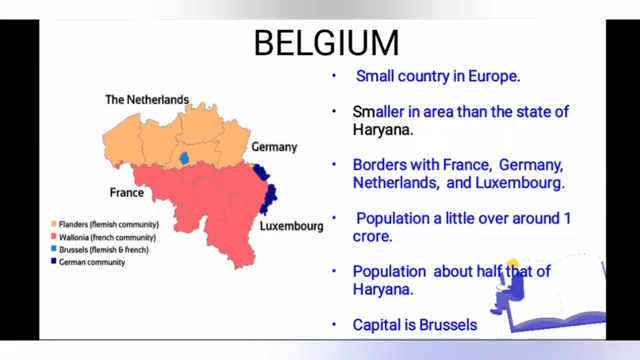 BELGIUM
The Netherlands
Germany
France
Luxembourg
Flanders (flemish community)
Wallonia (french community)
Brussels (flemish & french)
German community
• Small country in Europe.
• Smaller in area than the state of
Haryana.
• Borders with France, Germany,
Netherlands, and Luxembourg.
• Population a little over around 1
crore.
• Population about half that of
Haryana.
• Capital is Brussels